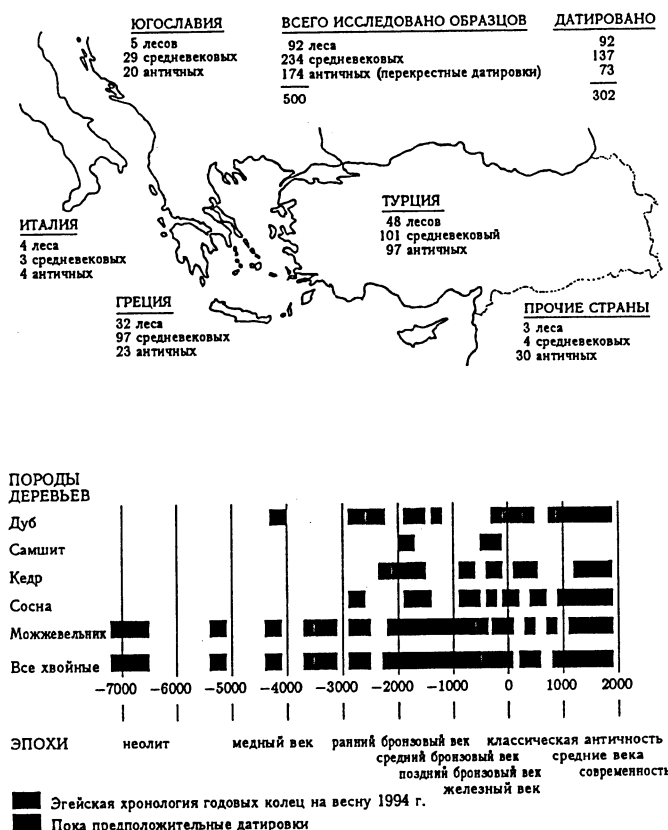 ЮГОСЛАВИЯ
5 лесов
29 средневековых
20 античных
ВСЕГО ИССЛЕДОВАНО ОБРАЗЦОВ
92 леса
234 средневековых
174 античных (перекрестные датировки)
500
ДАТИРОВАНО
92
137
73
302
ИТАЛИЯ
4 леса
3 средневековых
4 античных
ТУРЦИЯ
48 лесов
101 средневековый
97 античных
ГРЕЦИЯ
32 леса
97 средневековых
23 античных
ПРОЧИЕ СТРАНЫ
3 леса
4 средневековых
30 античных
ПОРОДЫ
ДЕРЕВЬЕВ
Дуб
Самшит
Кедр
Сосна
Можжевельник
Все хвойные
−7000 −6000 −5000 −4000 −3000 −2000 −1000 0 1000 2000
ЭПОХИ неолит медный век ранний бронзовый век классическая античность
средний бронзовый век средние века
поздний бронзовый век современность
железный век
Эгейская хронология годовых колец на весну 1994 г.
Пока предположительные датировки